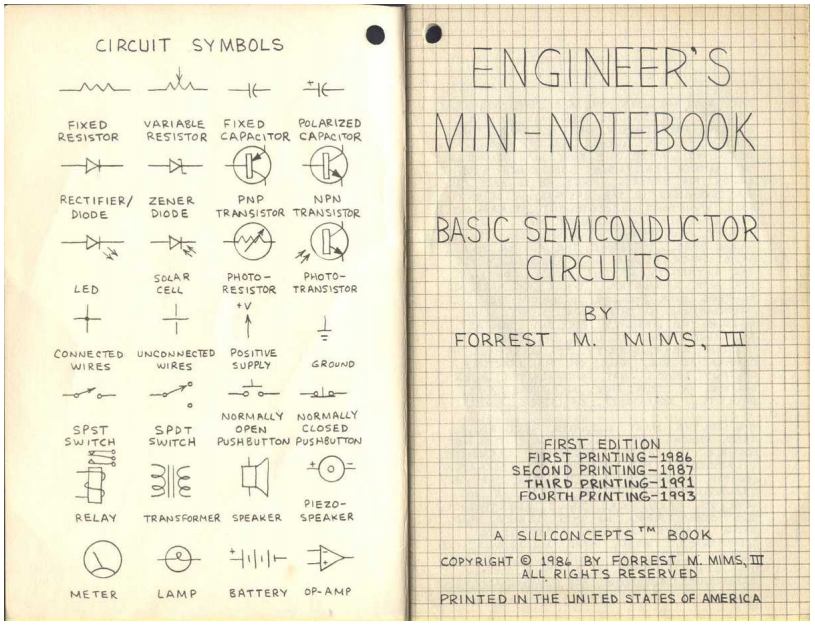 CIRCUIT SYMBOLS
FIXED RESISTOR
VARIABLE RESISTOR
FIXED CAPACITOR
+
POLARIZED CAPACITOR
RECTIFIER/ DIODE
ZENER DIODE
PNP TRANSISTOR
NPN TRANSISTOR
LED
SOLAR CELL
PHOTO- RESISTOR
PHOTO- TRANSISTOR
+V
CONNECTED WIRES
UNCONNECTED WIRES
POSITIVE SUPPLY
GROUND
SPST SWITCH
SPDT SWITCH
NORMALLY OPEN PUSHBUTTON
NORMALLY CLOSED PUSHBUTTON
+ −
RELAY
TRANSFORMER
SPEAKER
PIEZO- SPEAKER
+ −
− +
METER
LAMP
BATTERY
OP-AMP
ENGINEER'S
MINI-NOTEBOOK
BASIC SEMICONDUCTOR
CIRCUITS
BY
FORREST M. MIMS, III
FIRST EDITION
FIRST PRINTING-1986
SECOND PRINTING-1987
THIRD PRINTING-1991
FOURTH PRINTING-1993
A SILICONCEPTS™ BOOK
COPYRIGHT © 1986 BY FORREST M. MIMS, III
ALL RIGHTS RESERVED
PRINTED IN THE UNITED STATES OF AMERICA